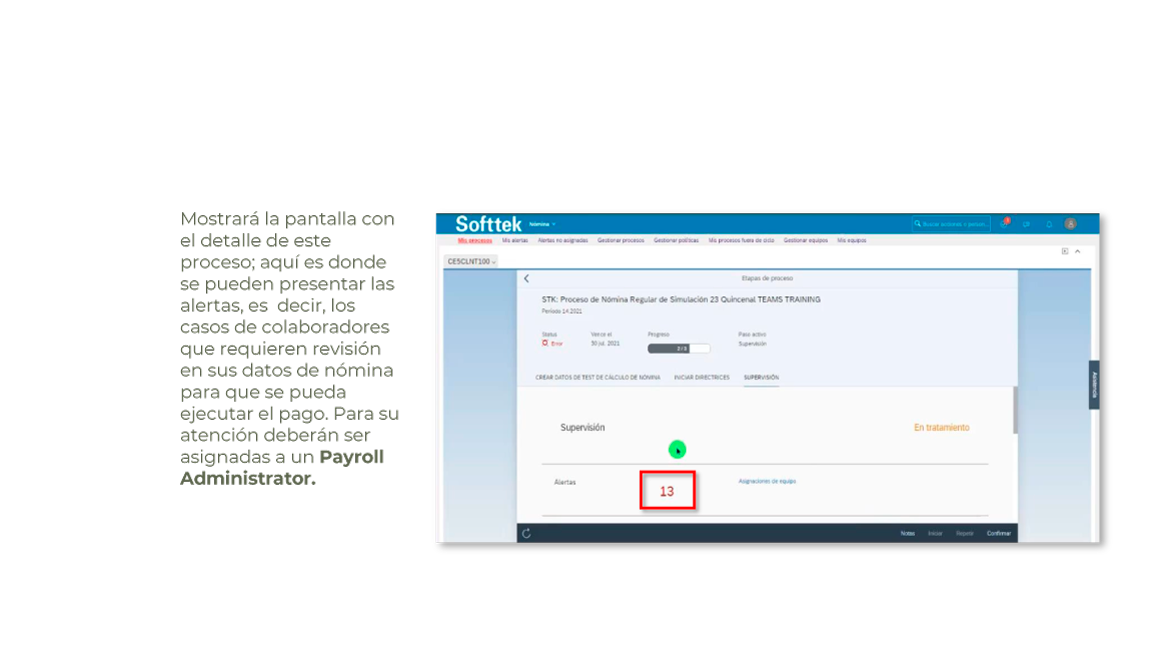 Mostrará la pantalla con
el detalle de este
proceso; aquí es donde
se pueden presentar las
alertas, es  decir, los
casos de colaboradores
que requieren revisión
en sus datos de nómina
para que se pueda
ejecutar el pago. Para su
atención deberán ser
asignadas a un Payroll
Administrator.
Softtek Nómina
Mis procesos Mis alertas Alertas no asignadas Gestionar procesos Gestionar políticas Mis procesos fuera de ciclo Gestionar equipos Mis equipos
CESCLNT100
Etapas de proceso
STK: Proceso de Nómina Regular de Simulación 23 Quincenal TEAMS TRAINING
Periodo 14.2021
Status Vence el Progreso Paso activo
Error 30 jul. 2021 2/3 Supervisión
CREAR DATOS DE TEST DE CÁLCULO DE NÓMINA INICIAR DIRECTRICES SUPERVISIÓN
Supervisión En tratamiento
Alertas 13 Asignaciones de equipo
Notas Iniciar Repetir Confirmar